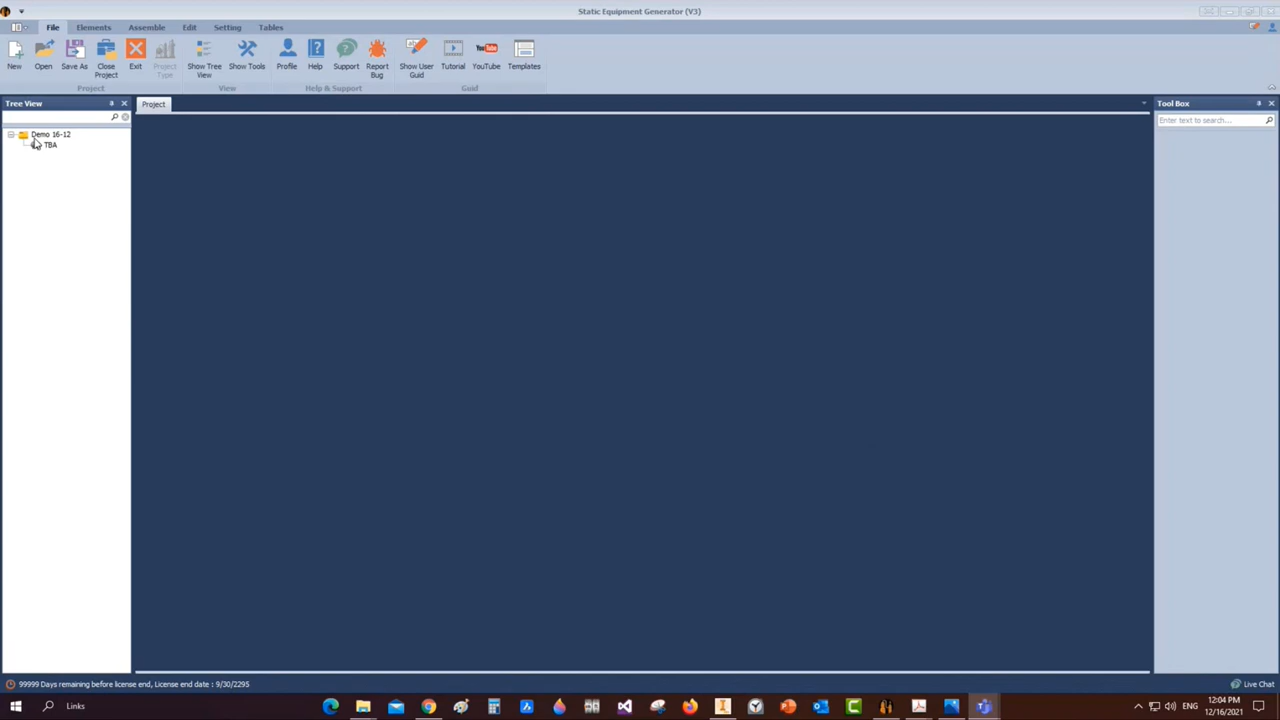 Static Equipment Generator (V3)
File Elements Assemble Edit Setting Tables
New Open Save As Close Project Exit Project Type Show Tree View Show Tools Profile Help Support Report Bug Show User Guid Tutorial YouTube Templates
Project View Help & Support Guid
Tree View
Project
Tool Box
Enter text to search...
Demo 16-12
TBA
99999 Days remaining before license end, License end date : 9/30/2295
Live Chat
Links
ENG
12:04 PM
12/16/2021